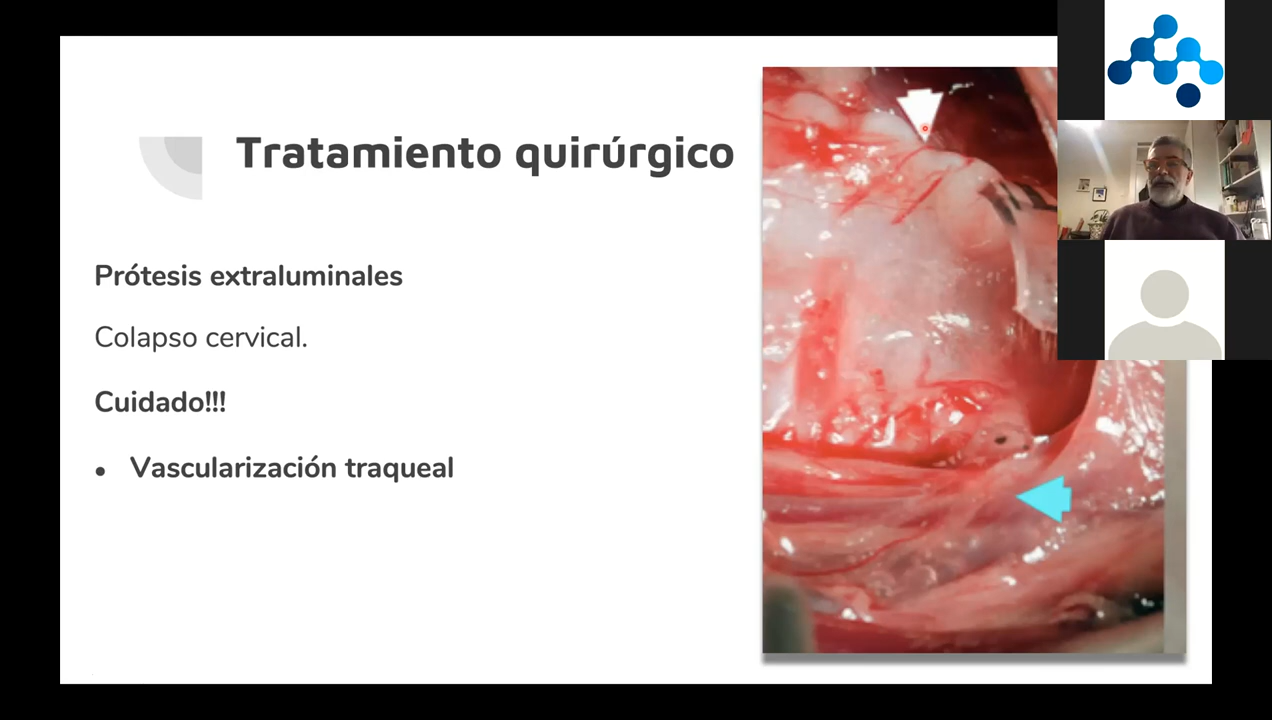 Tratamiento quirúrgico
Prótesis extraluminales
Colapso cervical.
Cuidado!!!
● Vascularización traqueal